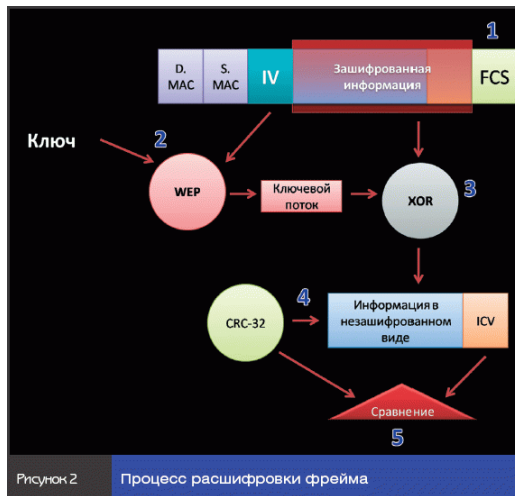 1
D. MAC
S. MAC
IV
Зашифрованная
информация
FCS
Ключ
2
WEP
Ключевой
поток
XOR
3
CRC-32
4
Информация в
незашифрованном
виде
ICV
Сравнение
5
Рисунок 2
Процесс расшифровки фрейма